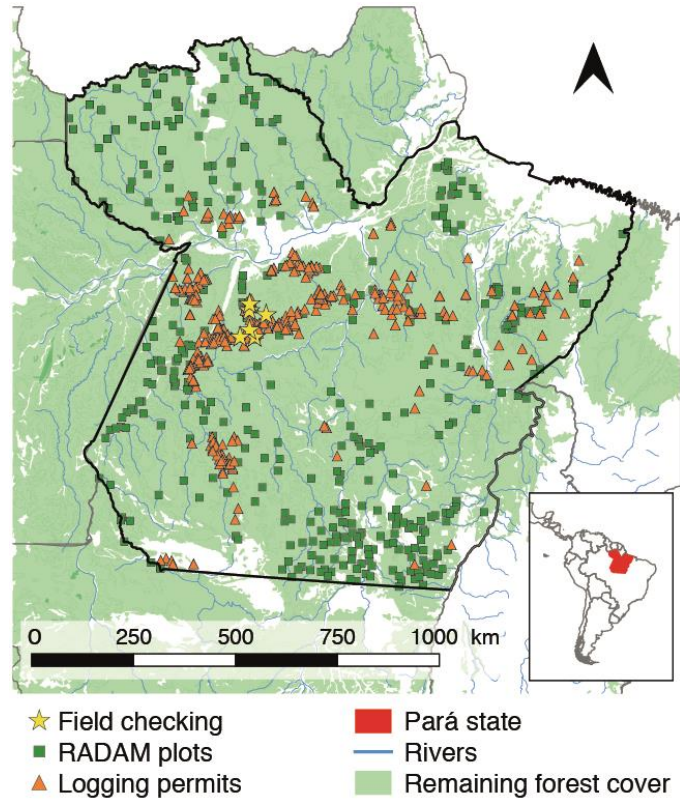 0 250 500 750 1000 km
Field checking
RADAM plots
Logging permits
Pará state
Rivers
Remaining forest cover